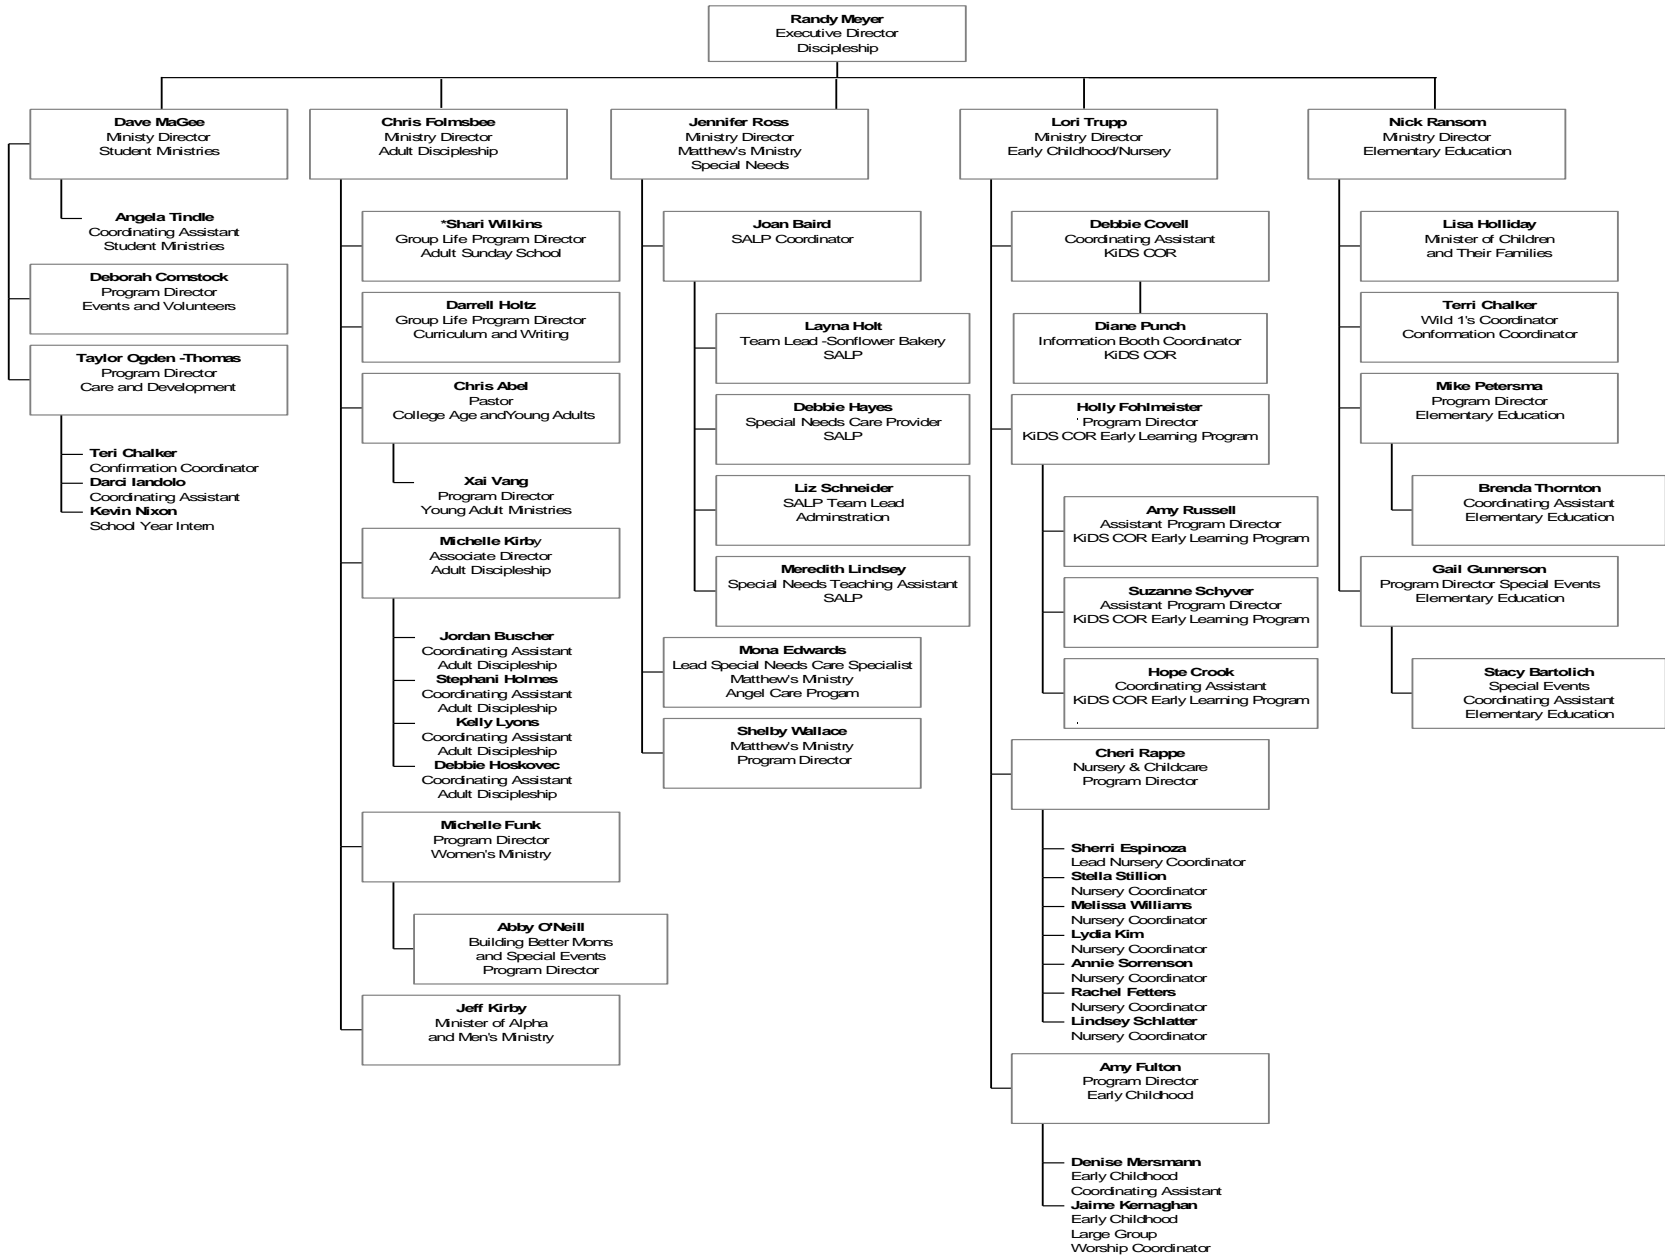 Randy Meyer
Executive Director
Discipleship
Dave MaGee
Ministy Director
Student Ministries
Angela Tindle
Coordinating Assistant
Student Ministries
Deborah Comstock
Program Director
Events and Volunteers
Taylor Ogden -Thomas
Program Director
Care and Development
Teri Chalker
Confirmation Coordinator
Darci Iandolo
Coordinating Assistant
Kevin Nixon
School Year Intern
Chris Folmsbee
Ministry Director
Adult Discipleship
*Shari Wilkins
Group Life Program Director
Adult Sunday School
Darrell Holtz
Group Life Program Director
Curriculum and Writing
Chris Abel
Pastor
College Age andYoung Adults
Xai Vang
Program Director
Young Adult Ministries
Michelle Kirby
Associate Director
Adult Discipleship
Jordan Buscher
Coordinating Assistant
Adult Discipleship
Stephani Holmes
Coordinating Assistant
Adult Discipleship
Kelly Lyons
Coordinating Assistant
Adult Discipleship
Debbie Hoskovec
Coordinating Assistant
Adult Discipleship
Michelle Funk
Program Director
Women's Ministry
Abby O'Neill
Building Better Moms
and Special Events
Program Director
Jeff Kirby
Minister of Alpha
and Men's Ministry
Jennifer Ross
Ministry Director
Matthew's Ministry
Special Needs
Joan Baird
SALP Coordinator
Layna Holt
Team Lead -Sonflower Bakery
SALP
Debbie Hayes
Special Needs Care Provider
SALP
Liz Schneider
SALP Team Lead
Adminstration
Meredith Lindsey
Special Needs Teaching Assistant
SALP
Mona Edwards
Lead Special Needs Care Specialist
Matthew's Ministry
Angel Care Progam
Shelby Wallace
Matthew's Ministry
Program Director
Lori Trupp
Ministry Director
Early Childhood/Nursery
Debbie Covell
Coordinating Assistant
KiDS COR
Diane Punch
Information Booth Coordinator
KiDS COR
Holly Fohlmeister
Program Director
KiDS COR Early Learning Program
Amy Russell
Assistant Program Director
KiDS COR Early Learning Program
Suzanne Schyver
Assistant Program Director
KiDS COR Early Learning Program
Hope Crook
Coordinating Assistant
KiDS COR Early Learning Program
Cheri Rappe
Nursery & Childcare
Program Director
Sherri Espinoza
Lead Nursery Coordinator
Stella Stillion
Nursery Coordinator
Melissa Williams
Nursery Coordinator
Lydia Kim
Nursery Coordinator
Annie Sorrenson
Nursery Coordinator
Rachel Fetters
Nursery Coordinator
Lindsey Schlatter
Nursery Coordinator
Amy Fulton
Program Director
Early Childhood
Denise Mersmann
Early Childhood
Coordinating Assistant
Jaime Kernaghan
Early Childhood
Large Group
Worship Coordinator
Nick Ransom
Ministry Director
Elementary Education
Lisa Holliday
Minister of Children
and Their Families
Terri Chalker
Wild 1's Coordinator
Conformation Coordinator
Mike Petersma
Program Director
Elementary Education
Brenda Thornton
Coordinating Assistant
Elementary Education
Gail Gunnerson
Program Director Special Events
Elementary Education
Stacy Bartolich
Special Events
Coordinating Assistant
Elementary Education